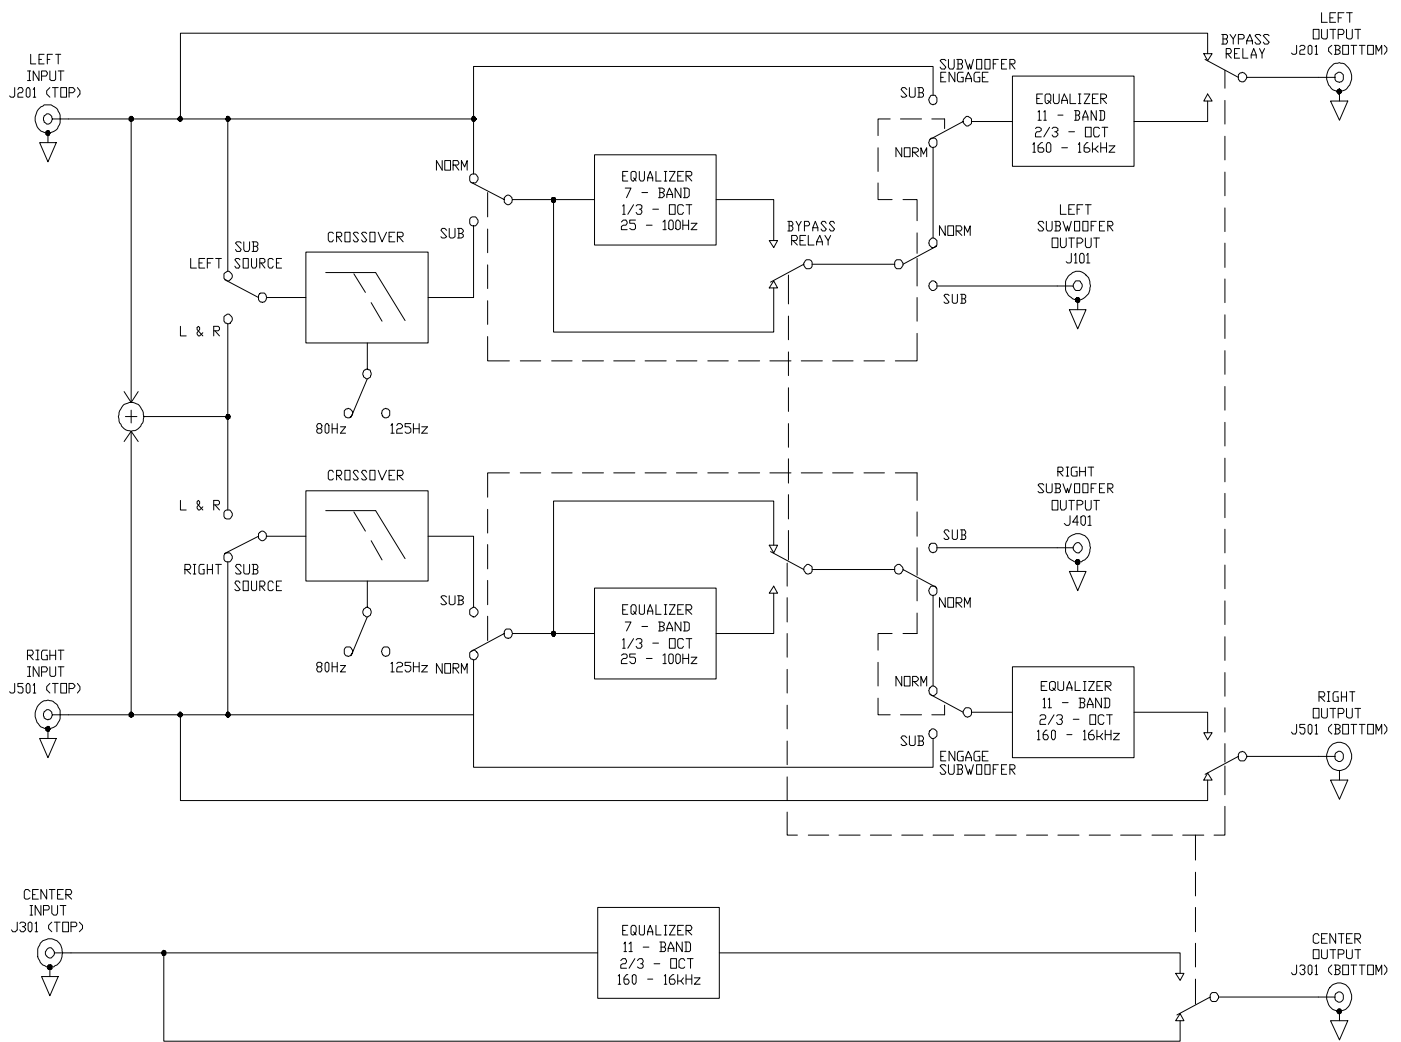 LEFT
INPUT
J201 (TOP)
LEFT
OUTPUT
J201 (BOTTOM)
BYPASS
RELAY
SUBWOOFER
ENGAGE
SUB
EQUALIZER
11 - BAND
2/3 - OCT
160 - 16kHz
NORM
NORM
EQUALIZER
7 - BAND
1/3 - OCT
25 - 100Hz
SUB
BYPASS
RELAY
NORM
SUB
LEFT
SUBWOOFER
OUTPUT
J101
CROSSOVER
SUB
SOURCE
LEFT
L & R
80Hz
125Hz
CROSSOVER
L & R
RIGHT
SUB
SOURCE
80Hz
125Hz
SUB
NORM
EQUALIZER
7 - BAND
1/3 - OCT
25 - 100Hz
RIGHT
SUBWOOFER
OUTPUT
J401
SUB
NORM
NORM
SUB
ENGAGE
SUBWOOFER
EQUALIZER
11 - BAND
2/3 - OCT
160 - 16kHz
RIGHT
INPUT
J501 (TOP)
RIGHT
OUTPUT
J501 (BOTTOM)
CENTER
INPUT
J301 (TOP)
EQUALIZER
11 - BAND
2/3 - OCT
160 - 16kHz
CENTER
OUTPUT
J301 (BOTTOM)